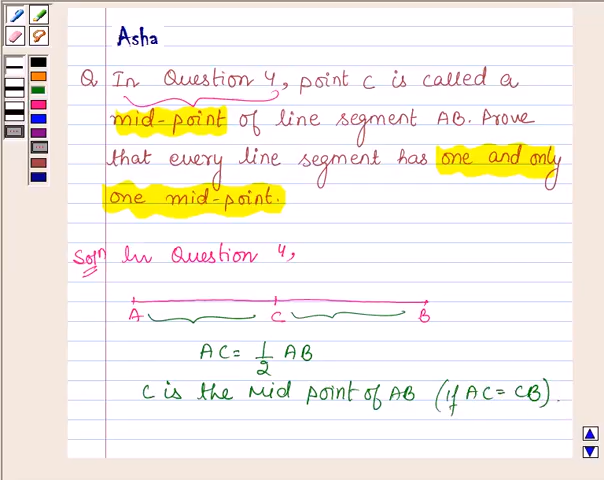 Asha
Q In Question 4, point C is called a
mid-point of line segment AB. Prove
that every line segment has one and only
one mid-point.
Solⁿ In Question 4,
A C B
AC = 1/2 AB
C is the mid point of AB (if AC = CB).